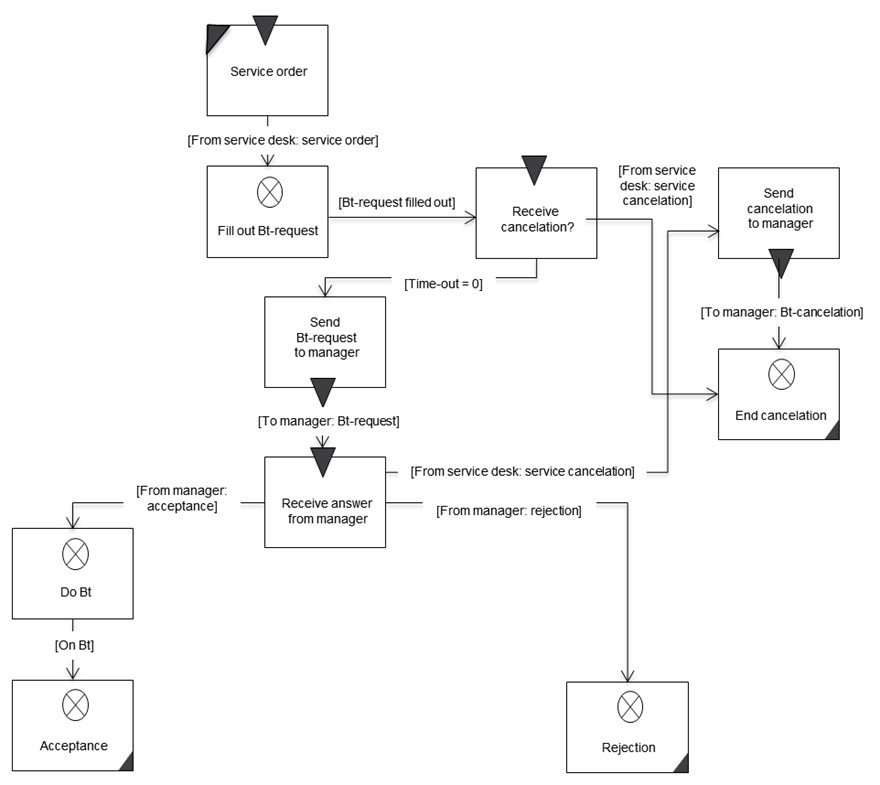 Service order
[From service desk: service order]
Fill out Bt-request
[Bt-request filled out]
Receive
cancelation?
[From service
desk: service
cancelation]
Send
cancelation
to manager
[Time-out = 0]
Send
Bt-request
to manager
[To manager: Bt-cancelation]
End cancelation
[To manager: Bt-request]
[From service desk: service cancelation]
Receive answer
from manager
[From manager:
acceptance]
[From manager: rejection]
Do Bt
[On Bt]
Acceptance
Rejection